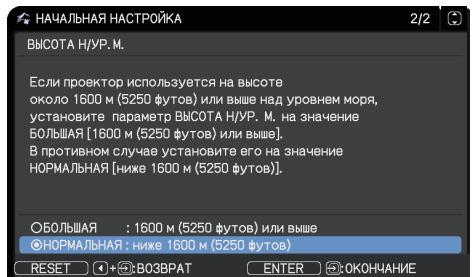 НАЧАЛЬНАЯ НАСТРОЙКА 2/2
ВЫСОТА Н/УР.М.
Если проектор используется на высоте
около 1600 м (5250 футов) или выше над уровнем моря,
установите параметр ВЫСОТА Н/УР. М. на значение
БОЛЬШАЯ [1600 м (5250 футов) или выше].
В противном случае установите его на значение
НОРМАЛЬНАЯ [ниже 1600 м (5250 футов)].
БОЛЬШАЯ : 1600 м (5250 футов) или выше
НОРМАЛЬНАЯ : ниже 1600 м (5250 футов)
RESET +:ВОЗВРАТ ENTER :ОКОНЧАНИЕ